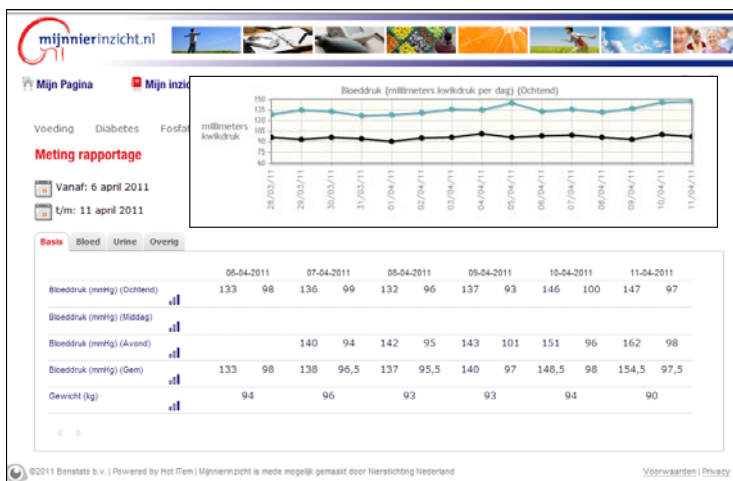 mijnnierinzicht.nl
Mijn Pagina Mijn inzic
Bloeddruk (millimeters kwikdruk per dag) (Ochtend)
millimeters kwikdruk
150
135
120
105
90
75
60
28/03/11 29/03/11 30/03/11 31/03/11 01/04/11 02/04/11 03/04/11 04/04/11 05/04/11 06/04/11 07/04/11 08/04/11 09/04/11 10/04/11 11/04/11
Voeding Diabetes Fosfat
Meting rapportage
Vanaf: 6 april 2011
t/m: 11 april 2011
Basis Bloed Urine Overig
06-04-2011 07-04-2011 08-04-2011 09-04-2011 10-04-2011 11-04-2011
Bloeddruk (mmHg) (Ochtend) 133 98 136 99 132 96 137 93 146 100 147 97
Bloeddruk (mmHg) (Middag)
Bloeddruk (mmHg) (Avond) 140 94 142 95 143 101 151 96 162 98
Bloeddruk (mmHg) (Gem) 133 98 138 96,5 137 95,5 140 97 148,5 98 154,5 97,5
Gewicht (kg) 94 96 93 93 94 90
©2011 Bonstato b.v. | Powered by Hot ITem | Mijnnierinzicht is mede mogelijk gemaakt door Nierstichting Nederland
Voorwaarden | Privacy